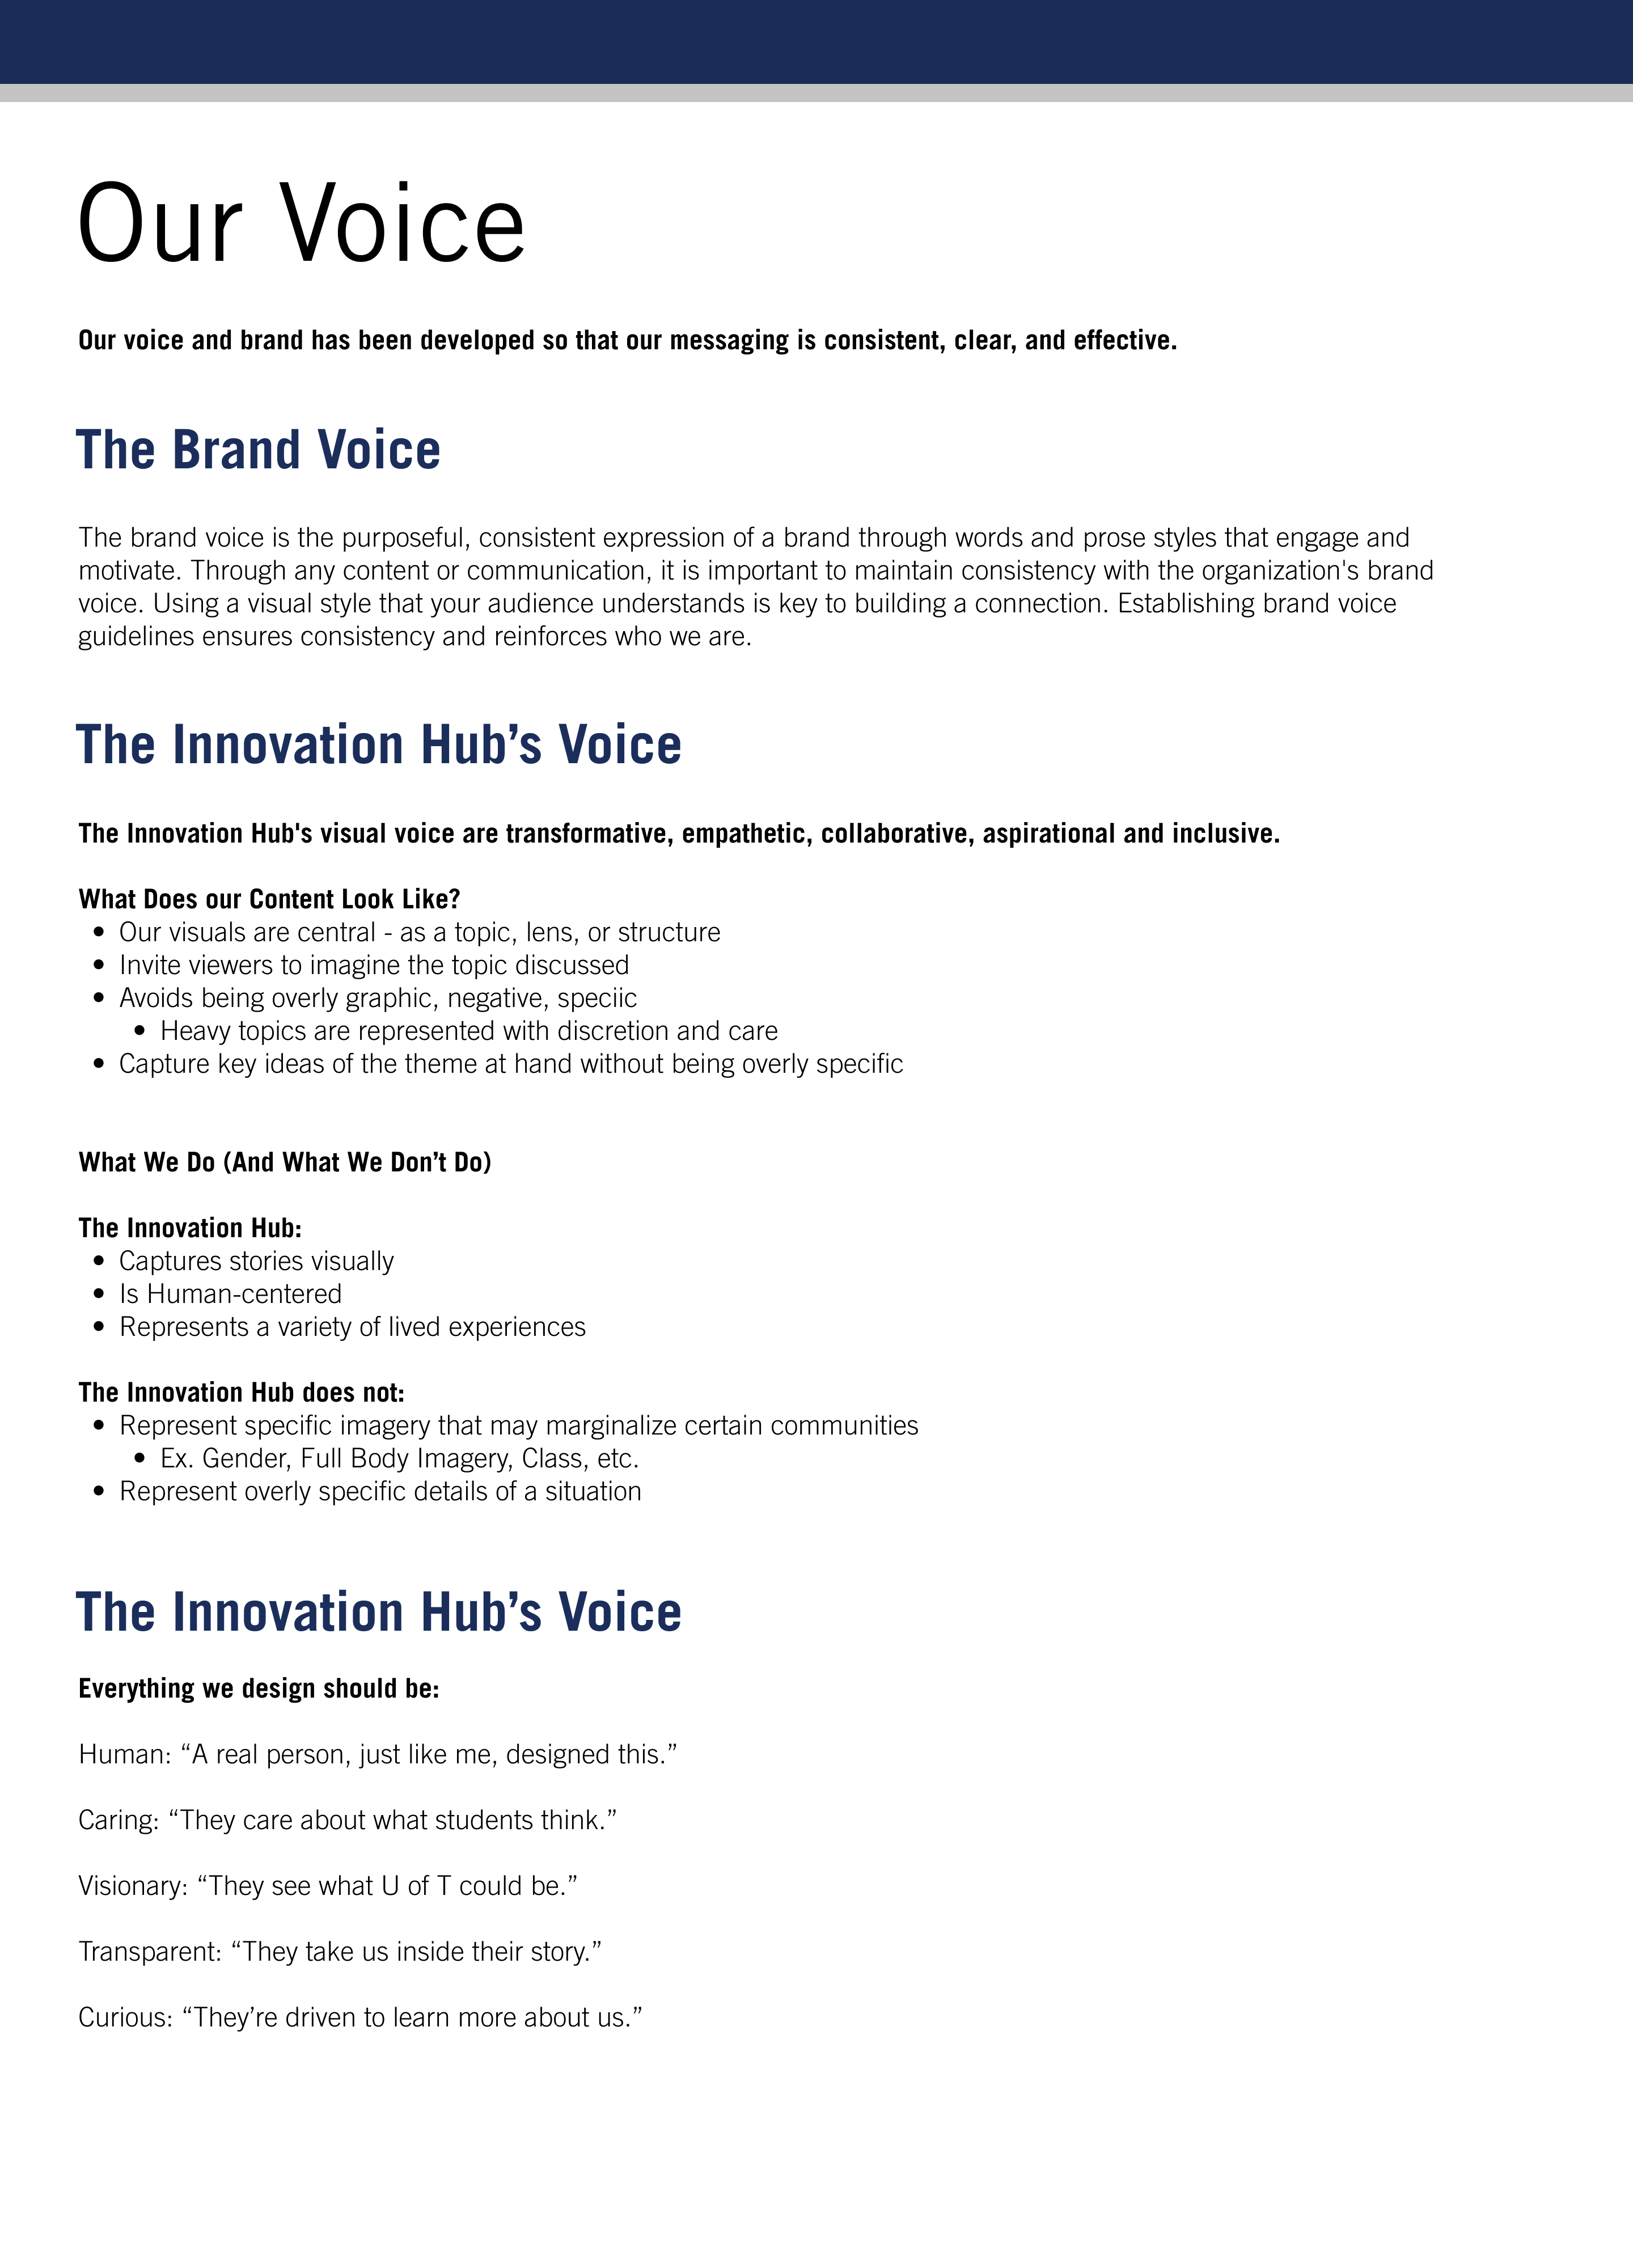 Our Voice
Our voice and brand has been developed so that our messaging is consistent, clear, and effective.
The Brand Voice
The brand voice is the purposeful, consistent expression of a brand through words and prose styles that engage and
motivate. Through any content or communication, it is important to maintain consistency with the organization's brand
voice. Using a visual style that your audience understands is key to building a connection. Establishing brand voice
guidelines ensures consistency and reinforces who we are.
The Innovation Hub’s Voice
The Innovation Hub's visual voice are transformative, empathetic, collaborative, aspirational and inclusive.
What Does our Content Look Like?
• Our visuals are central - as a topic, lens, or structure
• Invite viewers to imagine the topic discussed
• Avoids being overly graphic, negative, speciic
• Heavy topics are represented with discretion and care
• Capture key ideas of the theme at hand without being overly specific
What We Do (And What We Don’t Do)
The Innovation Hub:
• Captures stories visually
• Is Human-centered
• Represents a variety of lived experiences
The Innovation Hub does not:
• Represent specific imagery that may marginalize certain communities
• Ex. Gender, Full Body Imagery, Class, etc.
• Represent overly specific details of a situation
The Innovation Hub’s Voice
Everything we design should be:
Human: “A real person, just like me, designed this.”
Caring: “They care about what students think.”
Visionary: “They see what U of T could be.”
Transparent: “They take us inside their story.”
Curious: “They’re driven to learn more about us.”